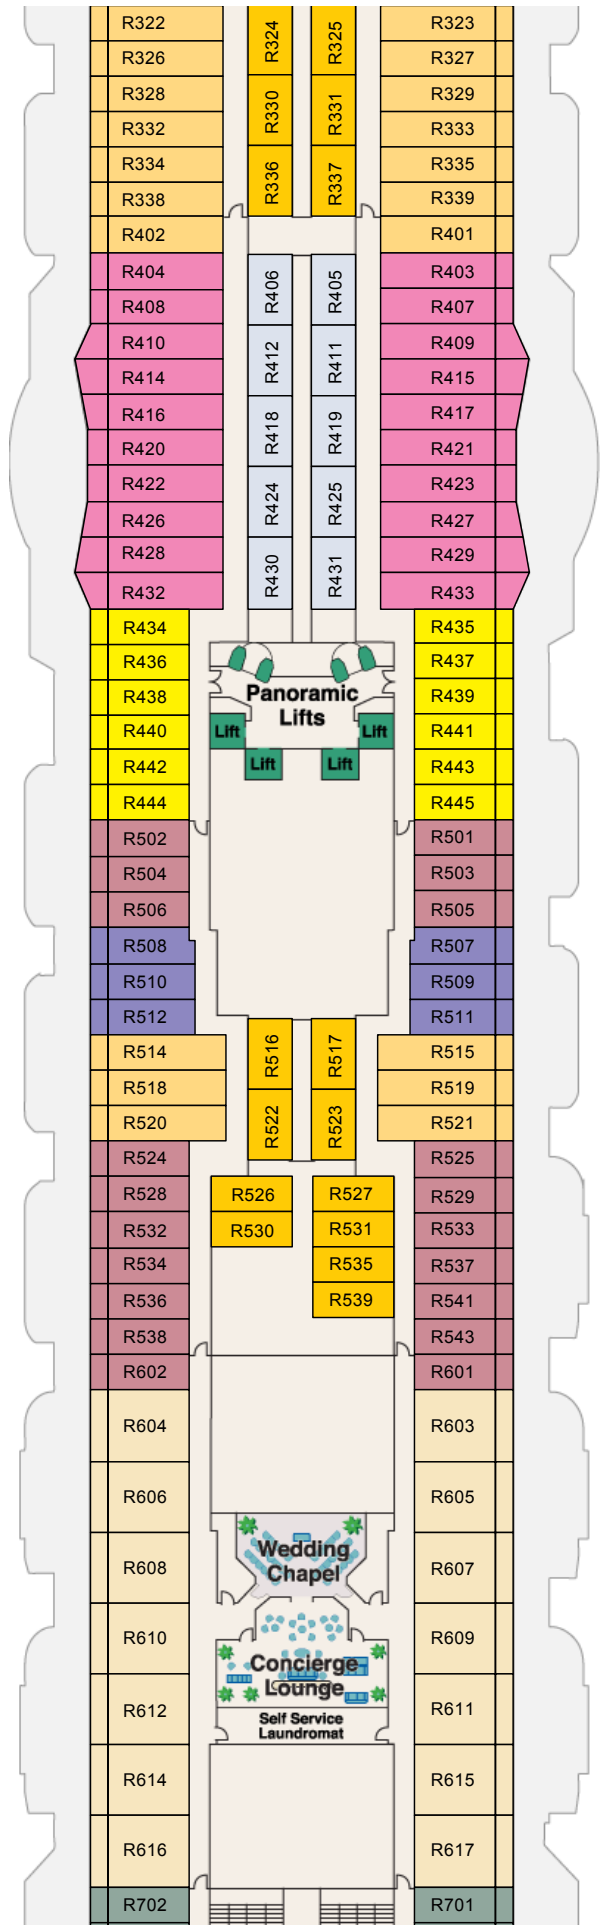 R322 R324 R325 R323
R326 R327
R328 R330 R331 R329
R332 R333
R334 R336 R337 R335
R338 R339
R402 R401
R404 R406 R405 R403
R408 R407
R410 R412 R411 R409
R414 R415
R416 R418 R419 R417
R420 R421
R422 R424 R425 R423
R426 R427
R428 R430 R431 R429
R432 R433
R434 R435
R436 R437
R438 Panoramic R439
Lifts
R440 Lift Lift R441
R442 Lift Lift R443
R444 R445
R502 R501
R504 R503
R506 R505
R508 R507
R510 R509
R512 R511
R514 R516 R517 R515
R518 R519
R520 R522 R523 R521
R524 R525
R528 R526 R527 R529
R532 R530 R531 R533
R534 R535 R537
R536 R539 R541
R538 R543
R602 R601
R604 R603
R606 R605
Wedding
R608 Chapel R607
R610 R609
Concierge
Lounge
R612 R611
Self Service
Laundromat
R614 R615
R616 R617
R702 R701